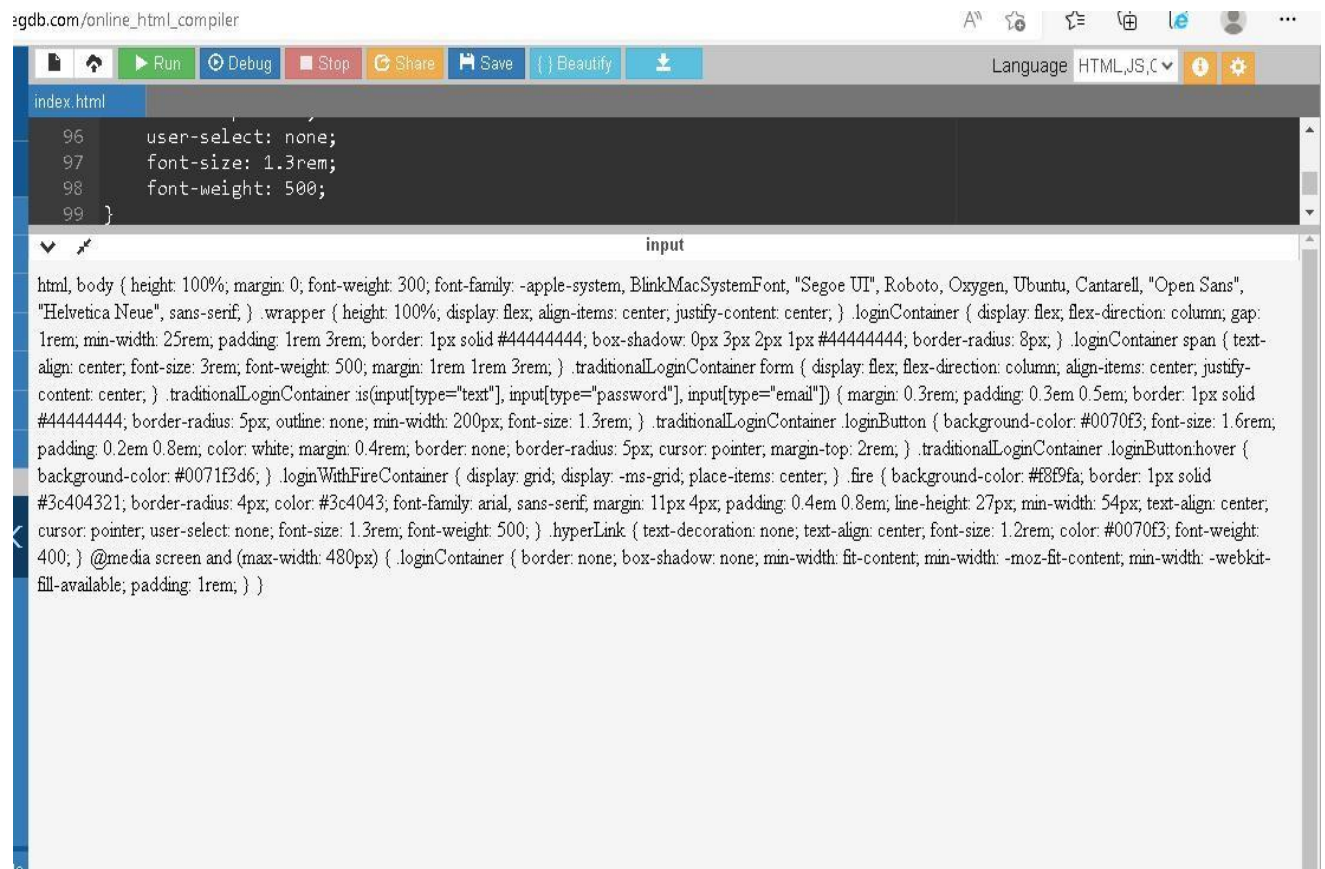 egdb.com/online_html_compiler
Run Debug Stop Share Save { } Beautify Language HTML,JS,C
index.html
96 user-select: none;
97 font-size: 1.3rem;
98 font-weight: 500;
99 }
input
html, body { height: 100%; margin: 0; font-weight: 300; font-family: -apple-system, BlinkMacSystemFont, "Segoe UI", Roboto, Oxygen, Ubuntu, Cantarell, "Open Sans",
"Helvetica Neue", sans-serif; } .wrapper { height: 100%; display: flex; align-items: center; justify-content: center; } .loginContainer { display: flex; flex-direction: column; gap:
1rem; min-width: 25rem; padding: 1rem 3rem; border: 1px solid #44444444; box-shadow: 0px 3px 2px 1px #44444444; border-radius: 8px; } .loginContainer span { text-
align: center; font-size: 3rem; font-weight: 500; margin: 1rem 1rem 3rem; } .traditionalLoginContainer form { display: flex; flex-direction: column; align-items: center; justify-
content: center; } .traditionalLoginContainer :is(input[type="text"], input[type="password"], input[type="email"]) { margin: 0.3rem; padding: 0.3em 0.5em; border: 1px solid
#44444444; border-radius: 5px; outline: none; min-width: 200px; font-size: 1.3rem; } .traditionalLoginContainer .loginButton { background-color: #0070f3; font-size: 1.6rem;
padding: 0.2em 0.8em; color: white; margin: 0.4rem; border: none; border-radius: 5px; cursor: pointer; margin-top: 2rem; } .traditionalLoginContainer .loginButton:hover {
background-color: #0071f3d6; } .loginWithFireContainer { display: grid; display: -ms-grid; place-items: center; } .fire { background-color: #f8f9fa; border: 1px solid
#3c404321; border-radius: 4px; color: #3c4043; font-family: arial, sans-serif; margin: 11px 4px; padding: 0.4em 0.8em; line-height: 27px; min-width: 54px; text-align: center;
cursor: pointer; user-select: none; font-size: 1.3rem; font-weight: 500; } .hyperLink { text-decoration: none; text-align: center; font-size: 1.2rem; color: #0070f3; font-weight:
400; } @media screen and (max-width: 480px) { .loginContainer { border: none; box-shadow: none; min-width: fit-content; min-width: -moz-fit-content; min-width: -webkit-
fill-available; padding: 1rem; } }